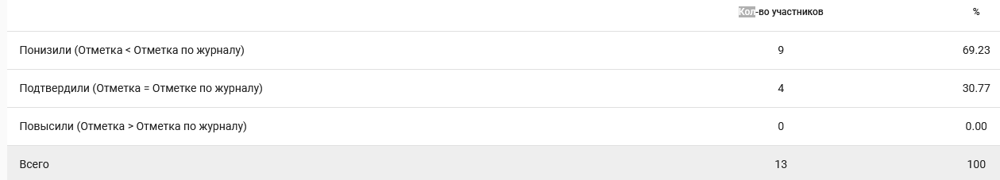 Кол-во участников %
Понизили (Отметка < Отметка по журналу) 9 69.23
Подтвердили (Отметка = Отметке по журналу) 4 30.77
Повысили (Отметка > Отметка по журналу) 0 0.00
Всего 13 100